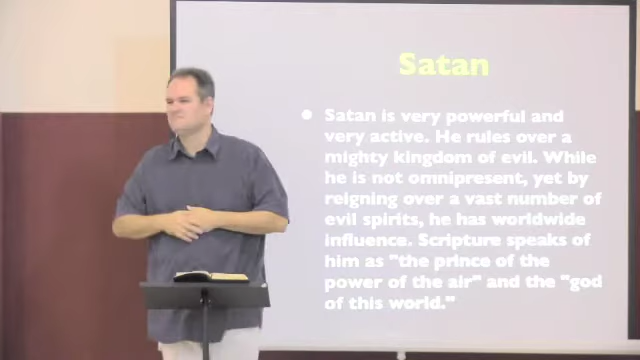 Satan
Satan is very powerful and
very active. He rules over a
mighty kingdom of evil. While
he is not omnipresent, yet by
reigning over a vast number of
evil spirits, he has worldwide
influence. Scripture speaks of
him as "the prince of the
power of the air" and the "god
of this world."